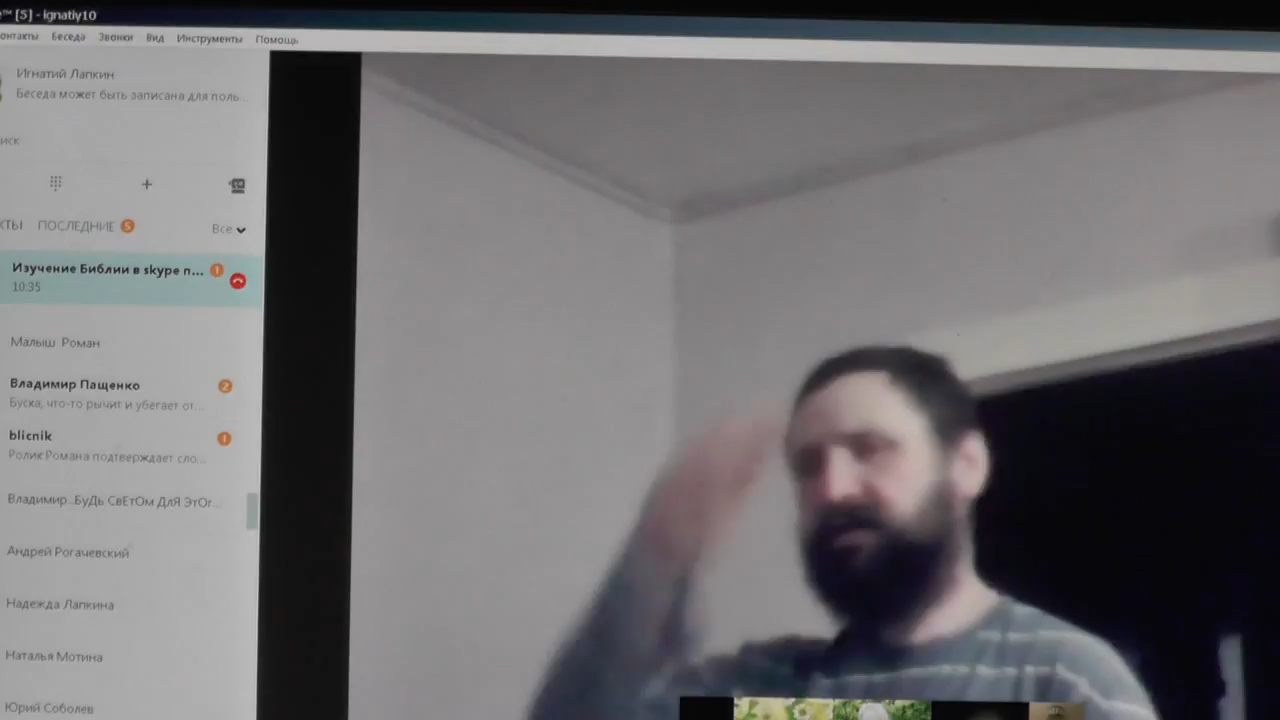 [5] - ignatiy10
онтакты Беседа Звонки Вид Инструменты Помощь
Игнатий Лапкин
Беседа может быть записана для поль...
иск
КТЫ ПОСЛЕДНИЕ 5 Все
Изучение Библии в skype п... 1
10:35
Малыш Роман
Владимир Пащенко 2
Буска, что-то рычит и убегает от...
blicnik 1
Ролик Романа подтверждает сло...
Владимир..БуДЬ СвЕтОм ДлЯ ЭтОг...
Андрей Рогачевский
Надежда Лапкина
Наталья Мотина
Юрий Соболев